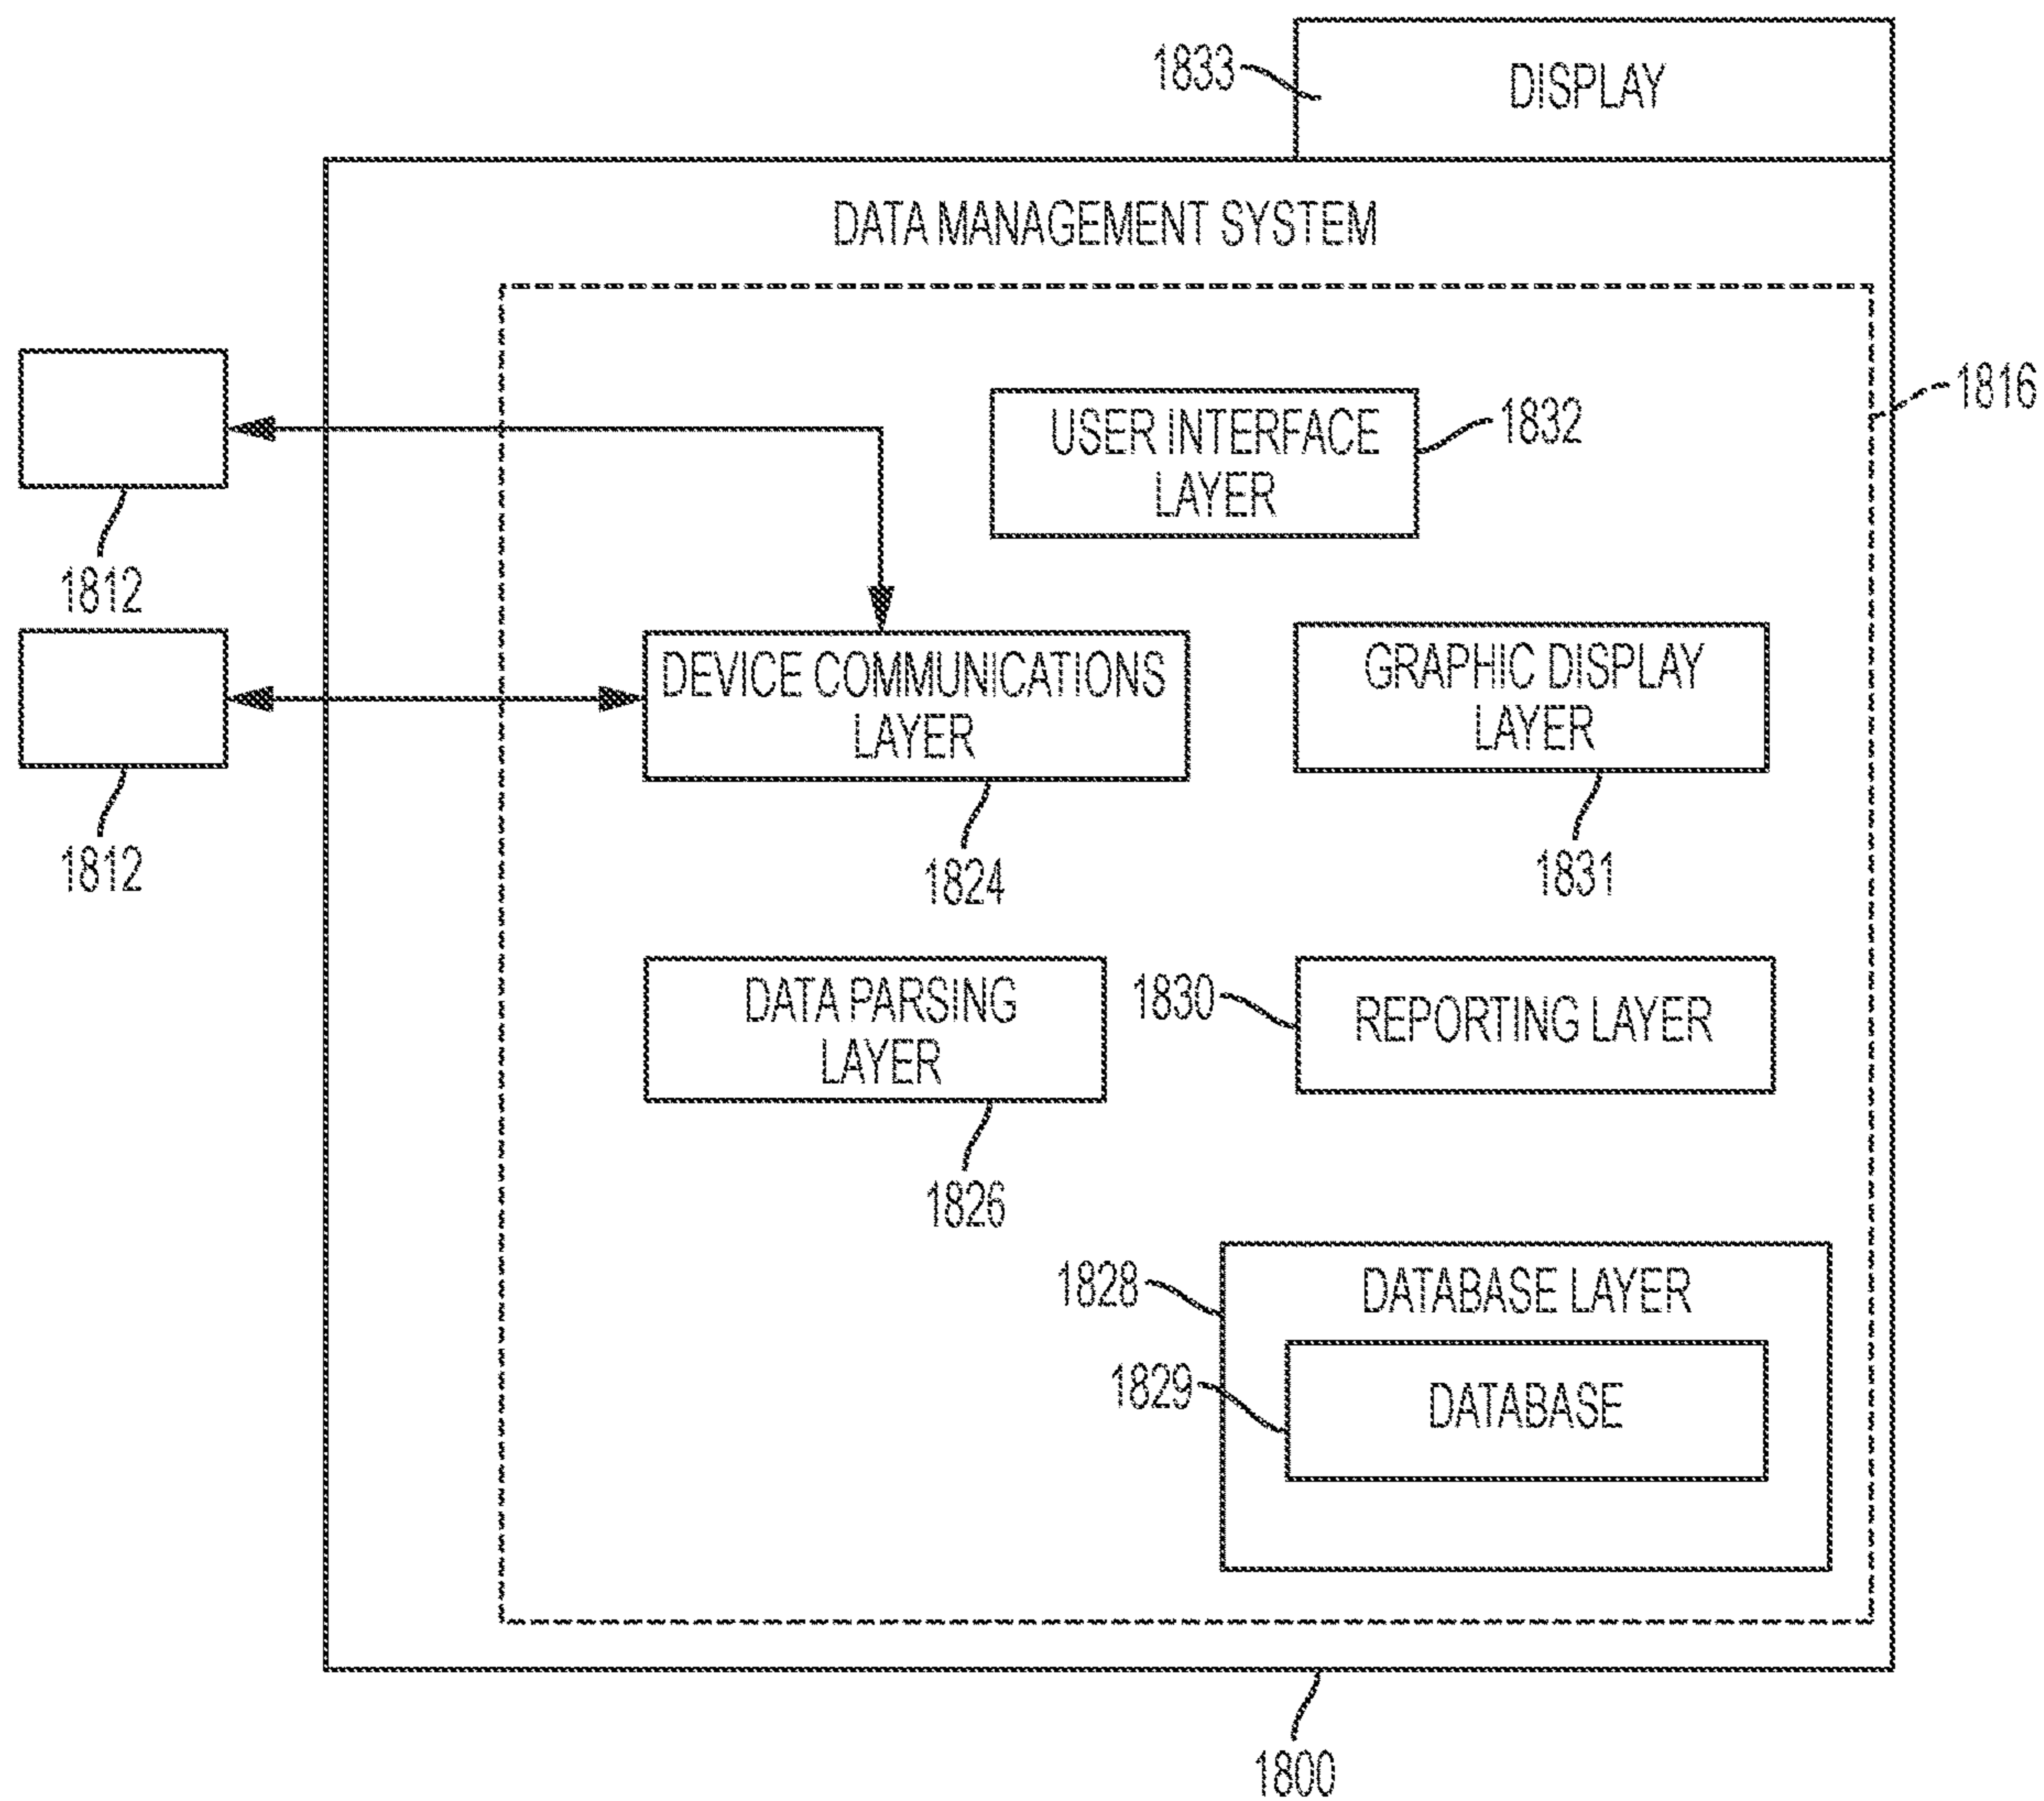 1833
DISPLAY
DATA MANAGEMENT SYSTEM
1816
USER INTERFACE
LAYER
1832
1812
DEVICE COMMUNICATIONS
LAYER
GRAPHIC DISPLAY
LAYER
1812
1824
1831
DATA PARSING
LAYER
1830
REPORTING LAYER
1826
1828
DATABASE LAYER
1829
DATABASE
1800